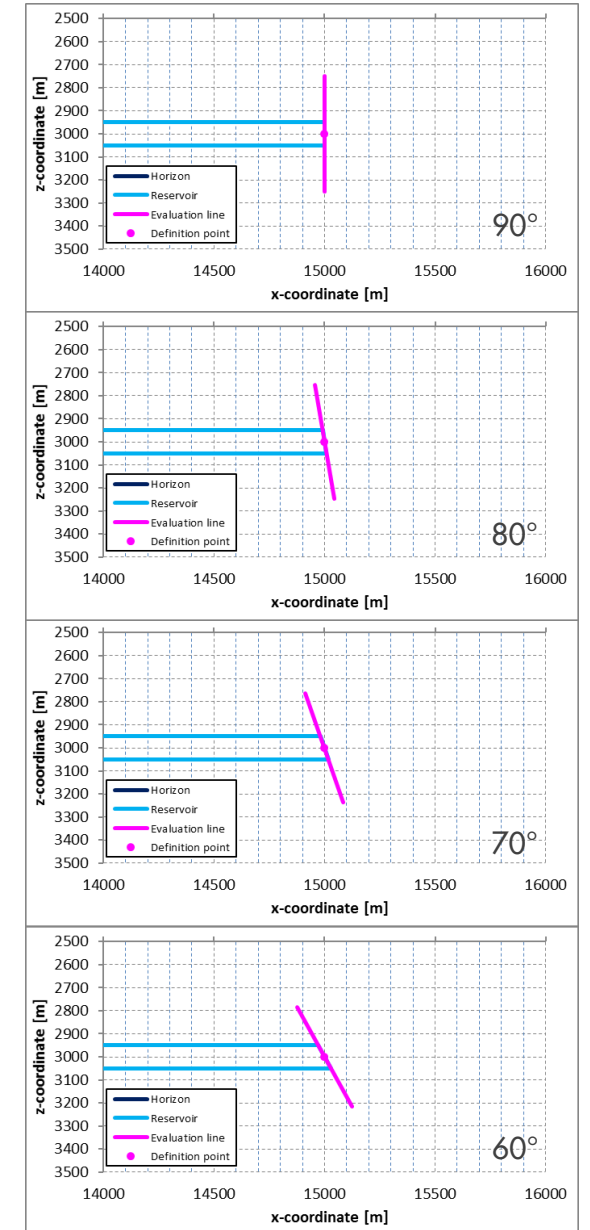 z-coordinate [m]
2500
2600
2700
2800
2900
3000
3100
3200
3300
3400
3500
Horizon
Reservoir
Evaluation line
Definition point
90°
14000 14500 15000 15500 16000
x-coordinate [m]
z-coordinate [m]
2500
2600
2700
2800
2900
3000
3100
3200
3300
3400
3500
Horizon
Reservoir
Evaluation line
Definition point
80°
14000 14500 15000 15500 16000
x-coordinate [m]
z-coordinate [m]
2500
2600
2700
2800
2900
3000
3100
3200
3300
3400
3500
Horizon
Reservoir
Evaluation line
Definition point
70°
14000 14500 15000 15500 16000
x-coordinate [m]
z-coordinate [m]
2500
2600
2700
2800
2900
3000
3100
3200
3300
3400
3500
Horizon
Reservoir
Evaluation line
Definition point
60°
14000 14500 15000 15500 16000
x-coordinate [m]